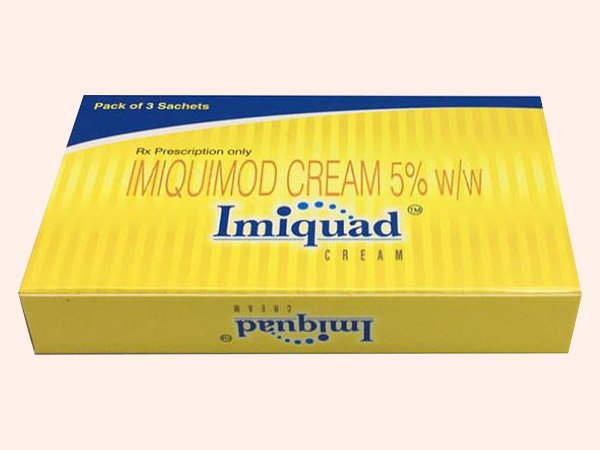 Pack of 3 Sachets
Rx Prescription only
IMIQUIMOD CREAM 5% w/w
Imiquad™
CREAM
Imiquad®
CREAM